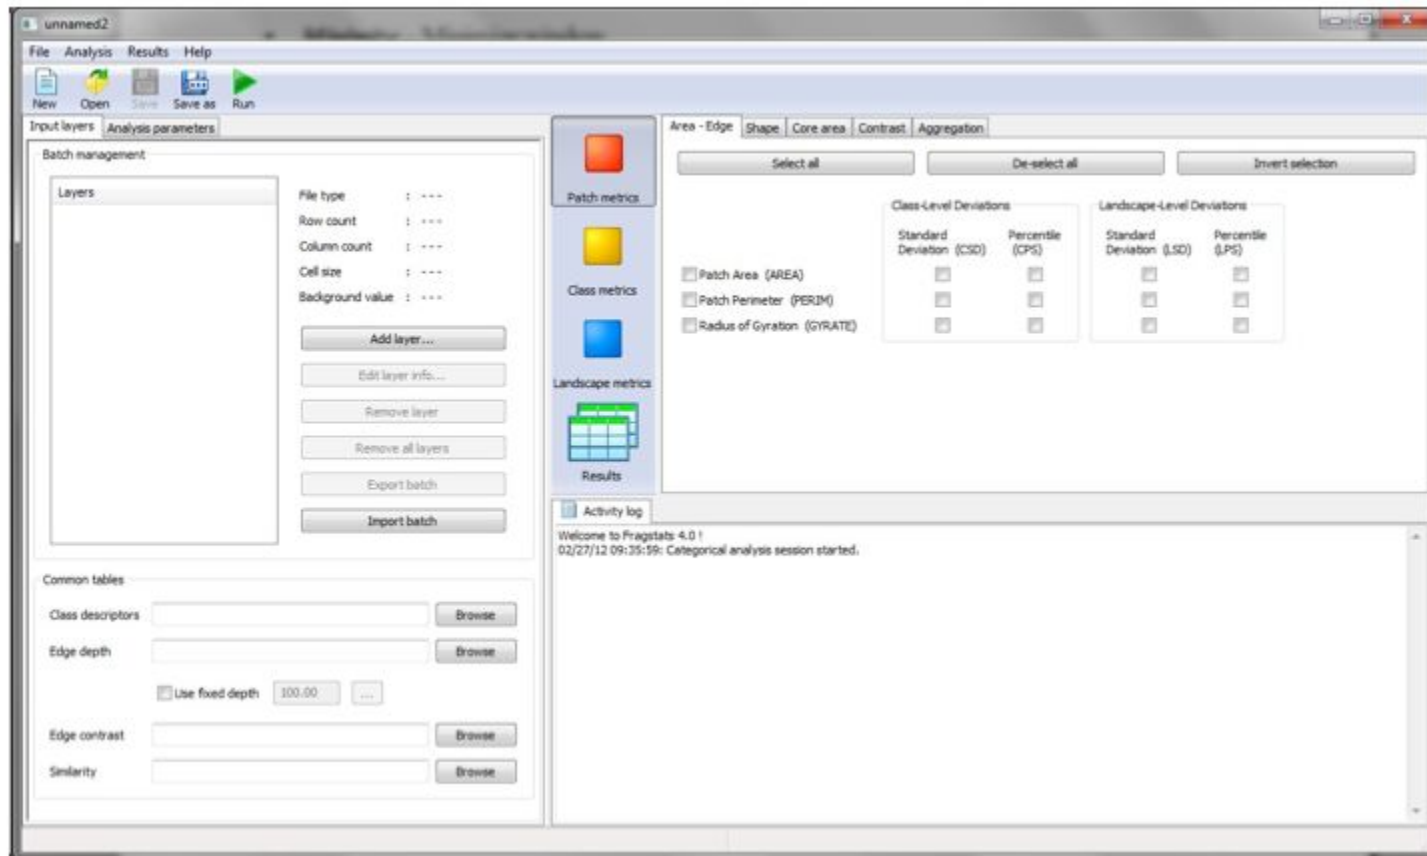 unnamed2
File Analysis Results Help
New Open Save Save as Run
Input layers Analysis parameters
Batch management
Layers
File type : ---
Row count : ---
Column count : ---
Cell size : ---
Background value : ---
Add layer...
Edit layer info...
Remove layer
Remove all layers
Export batch
Import batch
Common tables
Class descriptors Browse
Edge depth Browse
Use fixed depth 100.00 ...
Edge contrast Browse
Similarity Browse
Patch metrics
Class metrics
Landscape metrics
Results
Area - Edge Shape Core area Contrast Aggregation
Select all De-select all Invert selection
Class-Level Deviations Landscape-Level Deviations
Standard Percentile Standard Percentile
Deviation (CSD) (CPS) Deviation (LSD) (LPS)
Patch Area (AREA)
Patch Perimeter (PERIM)
Radius of Gyration (GYRATE)
Activity log
Welcome to Fragstats 4.0 !
02/27/12 09:35:59: Categorical analysis session started.